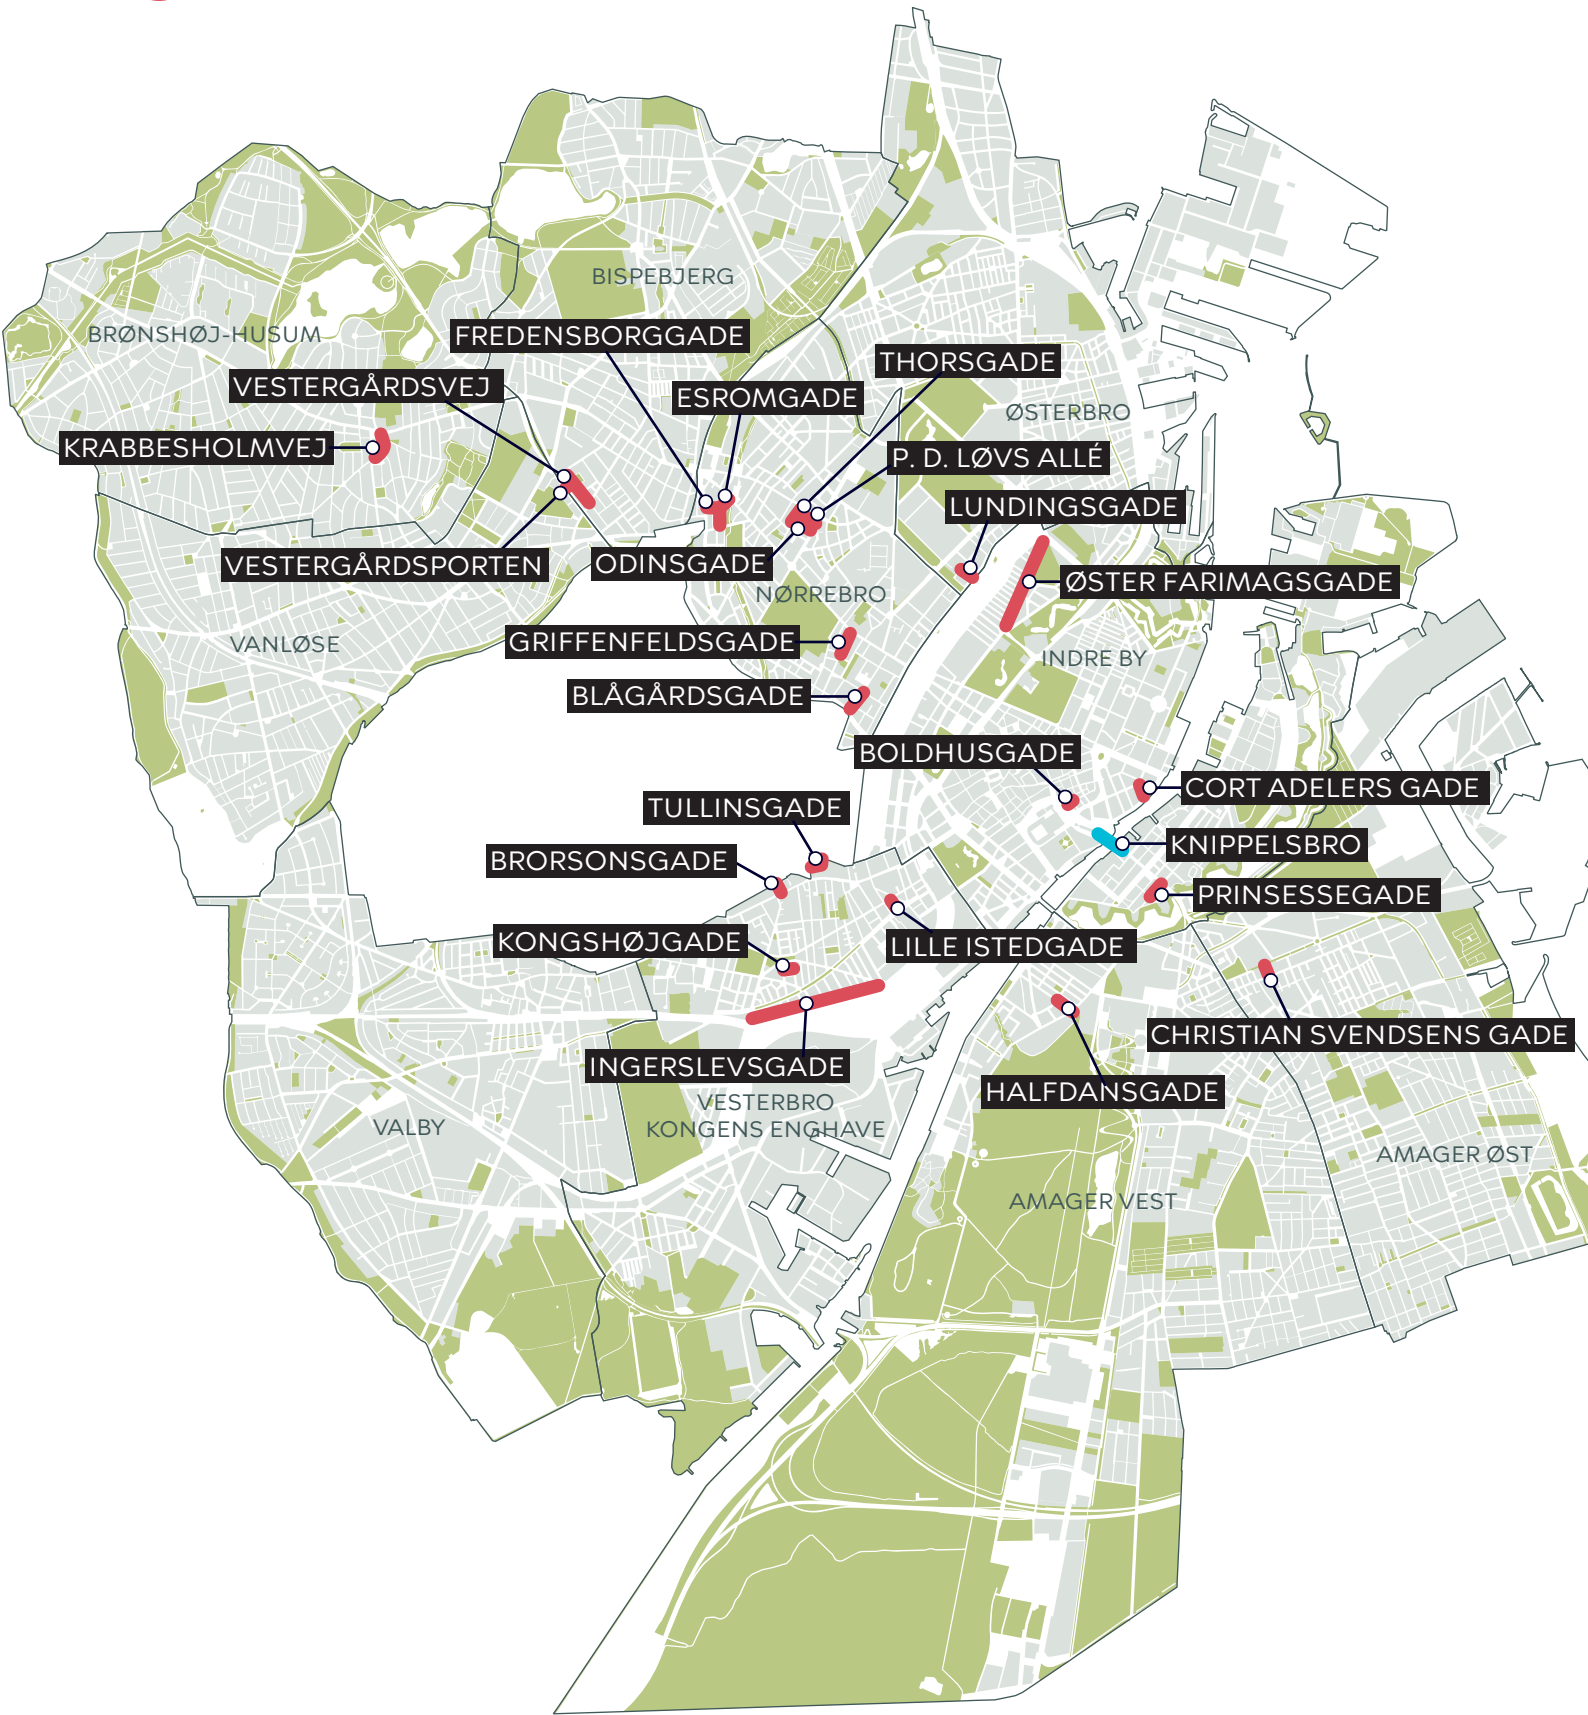 BISPEBJERG
BRØNSHØJ-HUSUM
FREDENSBORGGADE
THORSGADE
VESTERGÅRDSVEJ
ESROMGADE
ØSTERBRO
KRABBESHOLMVEJ
P. D. LØVS ALLÉ
LUNDINGSGADE
VESTERGÅRDSPORTEN
ODINSGADE
ØSTER FARIMAGSGADE
NØRREBRO
VANLØSE
GRIFFENFELDSGADE
INDRE BY
BLÅGÅRDSGADE
BOLDHUSGADE
CORT ADELERS GADE
TULLINSGADE
KNIPPELSBRO
BRORSONSGADE
PRINSESSEGADE
KONGSHØJGADE
LILLE ISTEDGADE
CHRISTIAN SVENDSENS GADE
INGERSLEVSGADE
HALFDANSGADE
VESTERBRO
KONGENS ENGHAVE
VALBY
AMAGER ØST
AMAGER VEST